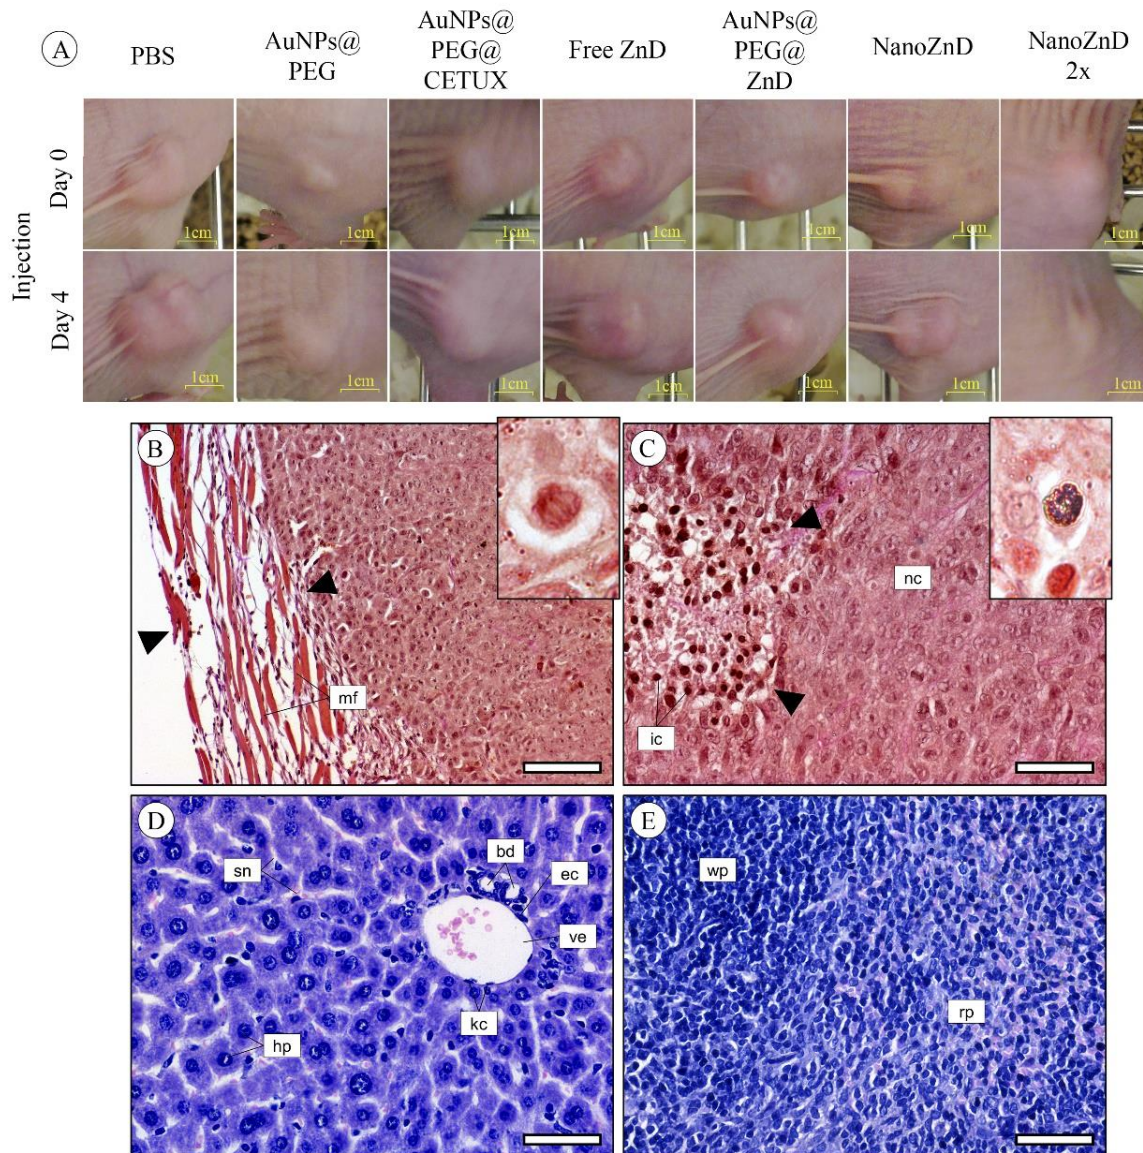 A
PBS
AuNPs@
PEG
AuNPs@
PEG@
CETUX
Free ZnD
AuNPs@
PEG@
ZnD
NanoZnD
NanoZnD
2x
Injection
Day 0
1cm
1cm
1cm
1cm
1cm
1cm
1cm
Day 4
1cm
1cm
1cm
1cm
1cm
1cm
1cm
B
mf
C
nc
ic
D
sn
bd
ec
ve
kc
hp
E
wp
rp